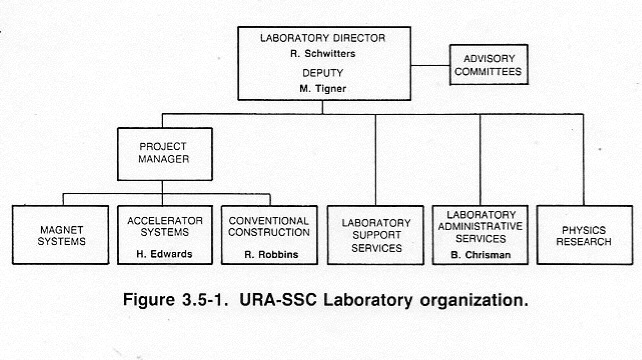 LABORATORY DIRECTOR
R. Schwitters
DEPUTY
M. Tigner
ADVISORY
COMMITTEES
PROJECT
MANAGER
MAGNET
SYSTEMS
ACCELERATOR
SYSTEMS
H. Edwards
CONVENTIONAL
CONSTRUCTION
R. Robbins
LABORATORY
SUPPORT
SERVICES
LABORATORY
ADMINISTRATIVE
SERVICES
B. Chrisman
PHYSICS
RESEARCH
Figure 3.5-1. URA-SSC Laboratory organization.